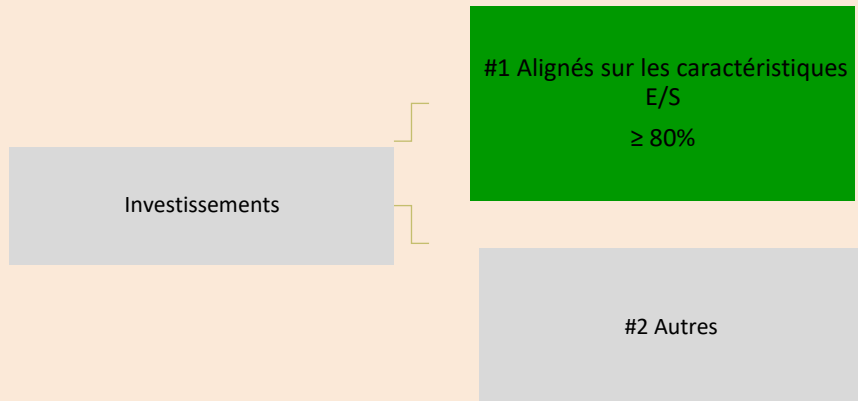 #1 Alignés sur les caractéristiques
E/S
≥ 80%
Investissements
#2 Autres